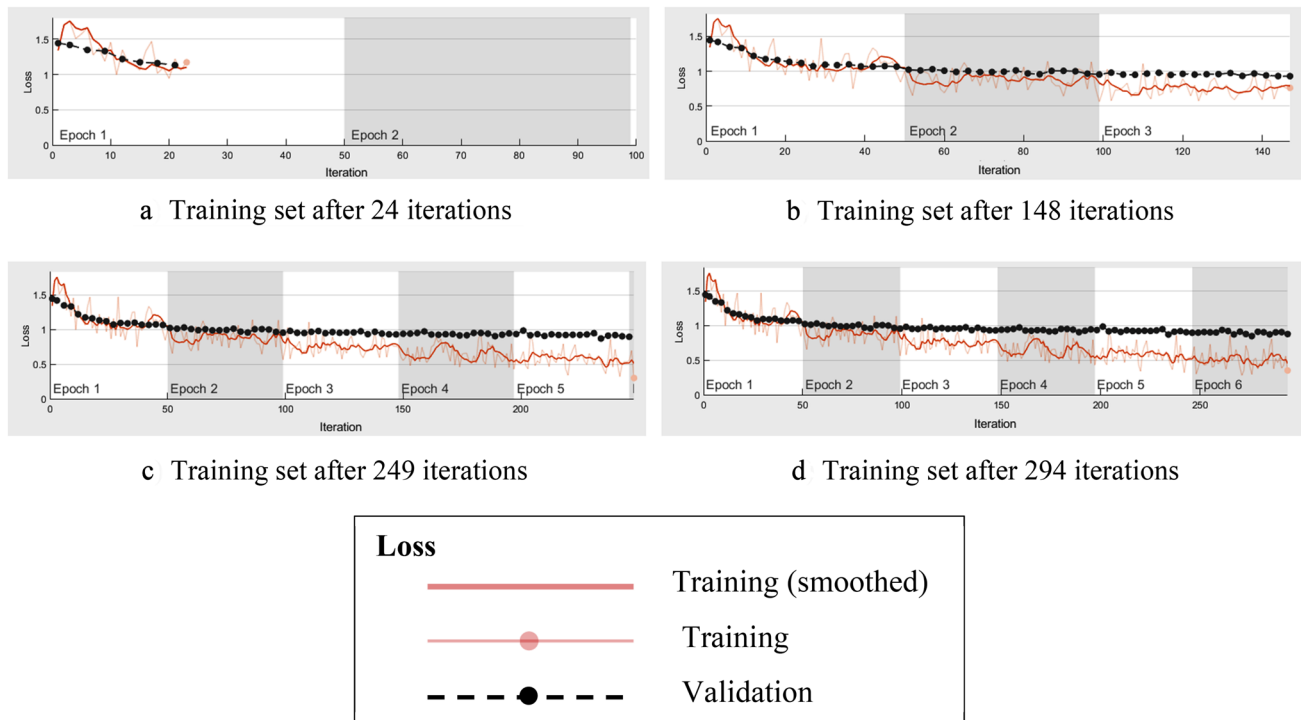 Loss
1.5
1
0.5
0
Epoch 1
Epoch 2
0 10 20 30 40 50 60 70 80 90 100
Iteration
a Training set after 24 iterations
Loss
1.5
1
0.5
0
Epoch 1
Epoch 2
Epoch 3
0 20 40 60 80 100 120 140
Iteration
b Training set after 148 iterations
Loss
1.5
1
0.5
0
Epoch 1
Epoch 2
Epoch 3
Epoch 4
Epoch 5
0 50 100 150 200
Iteration
c Training set after 249 iterations
Loss
1.5
1
0.5
0
Epoch 1
Epoch 2
Epoch 3
Epoch 4
Epoch 5
Epoch 6
0 50 100 150 200 250
Iteration
d Training set after 294 iterations
Loss
Training (smoothed)
Training
Validation